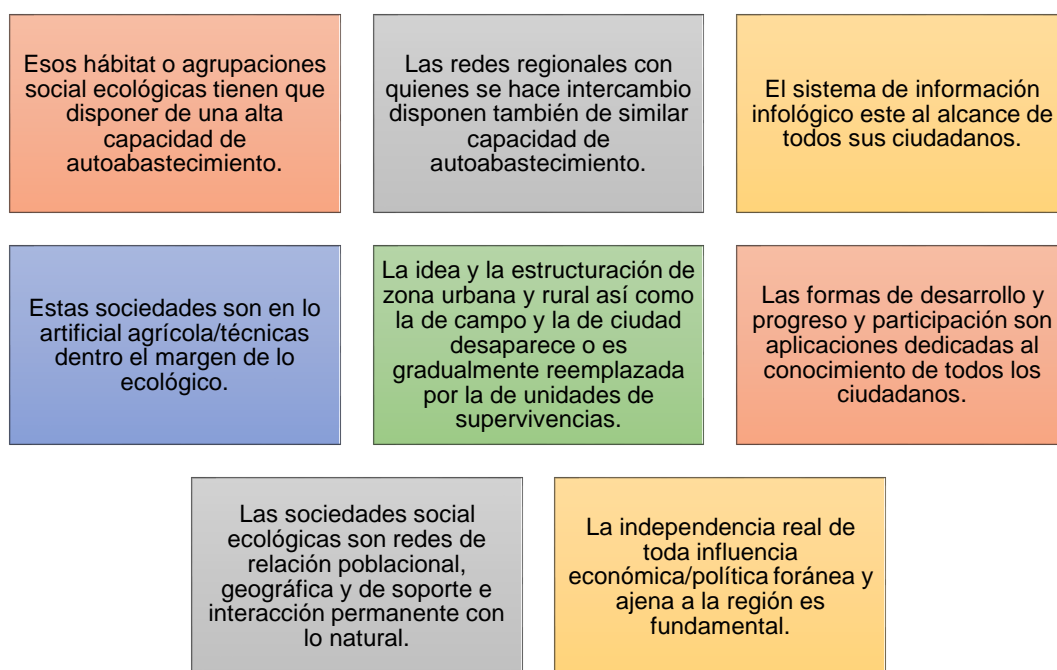 Esos hábitat o agrupaciones
social ecológicas tienen que
disponer de una alta
capacidad de
autoabastecimiento.
Las redes regionales con
quienes se hace intercambio
disponen también de similar
capacidad de
autoabastecimiento.
El sistema de información
infológico este al alcance de
todos sus ciudadanos.
Estas sociedades son en lo
artificial agrícola/técnicas
dentro el margen de lo
ecológico.
La idea y la estructuración de
zona urbana y rural así como
la de campo y la de ciudad
desaparece o es
gradualmente reemplazada
por la de unidades de
supervivencias.
Las formas de desarrollo y
progreso y participación son
aplicaciones dedicadas al
conocimiento de todos los
ciudadanos.
Las sociedades social
ecológicas son redes de
relación poblacional,
geográfica y de soporte e
interacción permanente con
lo natural.
La independencia real de
toda influencia
económica/política foránea y
ajena a la región es
fundamental.